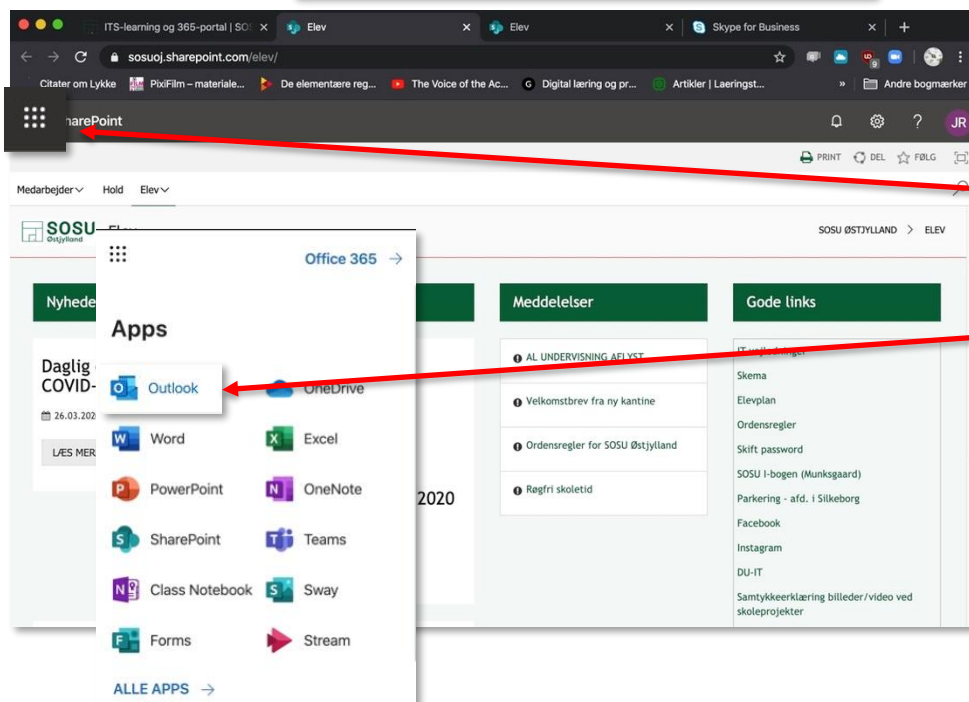 ITS-learning og 365-portal | SOS
Elev
Elev
Skype for Business
sosuoj.sharepoint.com/elev/
9
Citater om Lykke
PixiFilm – materiale...
De elementære reg...
The Voice of the Ac...
Digital læring og pr...
Artikler | Laeringst...
»
Andre bogmærker
harePoint
?
JR
PRINT
DEL
FØLG
Medarbejder
Hold
Elev
SOSU
Østjylland
SOSU ØSTJYLLAND > ELEV
Nyhede
Daglig
COVID-
26.03.202
LÆS MER
2020
Office 365 →
Apps
Outlook
OneDrive
Word
Excel
PowerPoint
OneNote
SharePoint
Teams
Class Notebook
Sway
Forms
Stream
ALLE APPS →
Meddelelser
AL UNDERVISNING AFLYST
Velkomstbrev fra ny kantine
Ordensregler for SOSU Østjylland
Røgfri skoletid
Gode links
IT-vejledninger
Skema
Elevplan
Ordensregler
Skift password
SOSU I-bogen (Munksgaard)
Parkering - afd. i Silkeborg
Facebook
Instagram
DU-IT
Samtykkeerklæring billeder/video ved
skoleprojekter